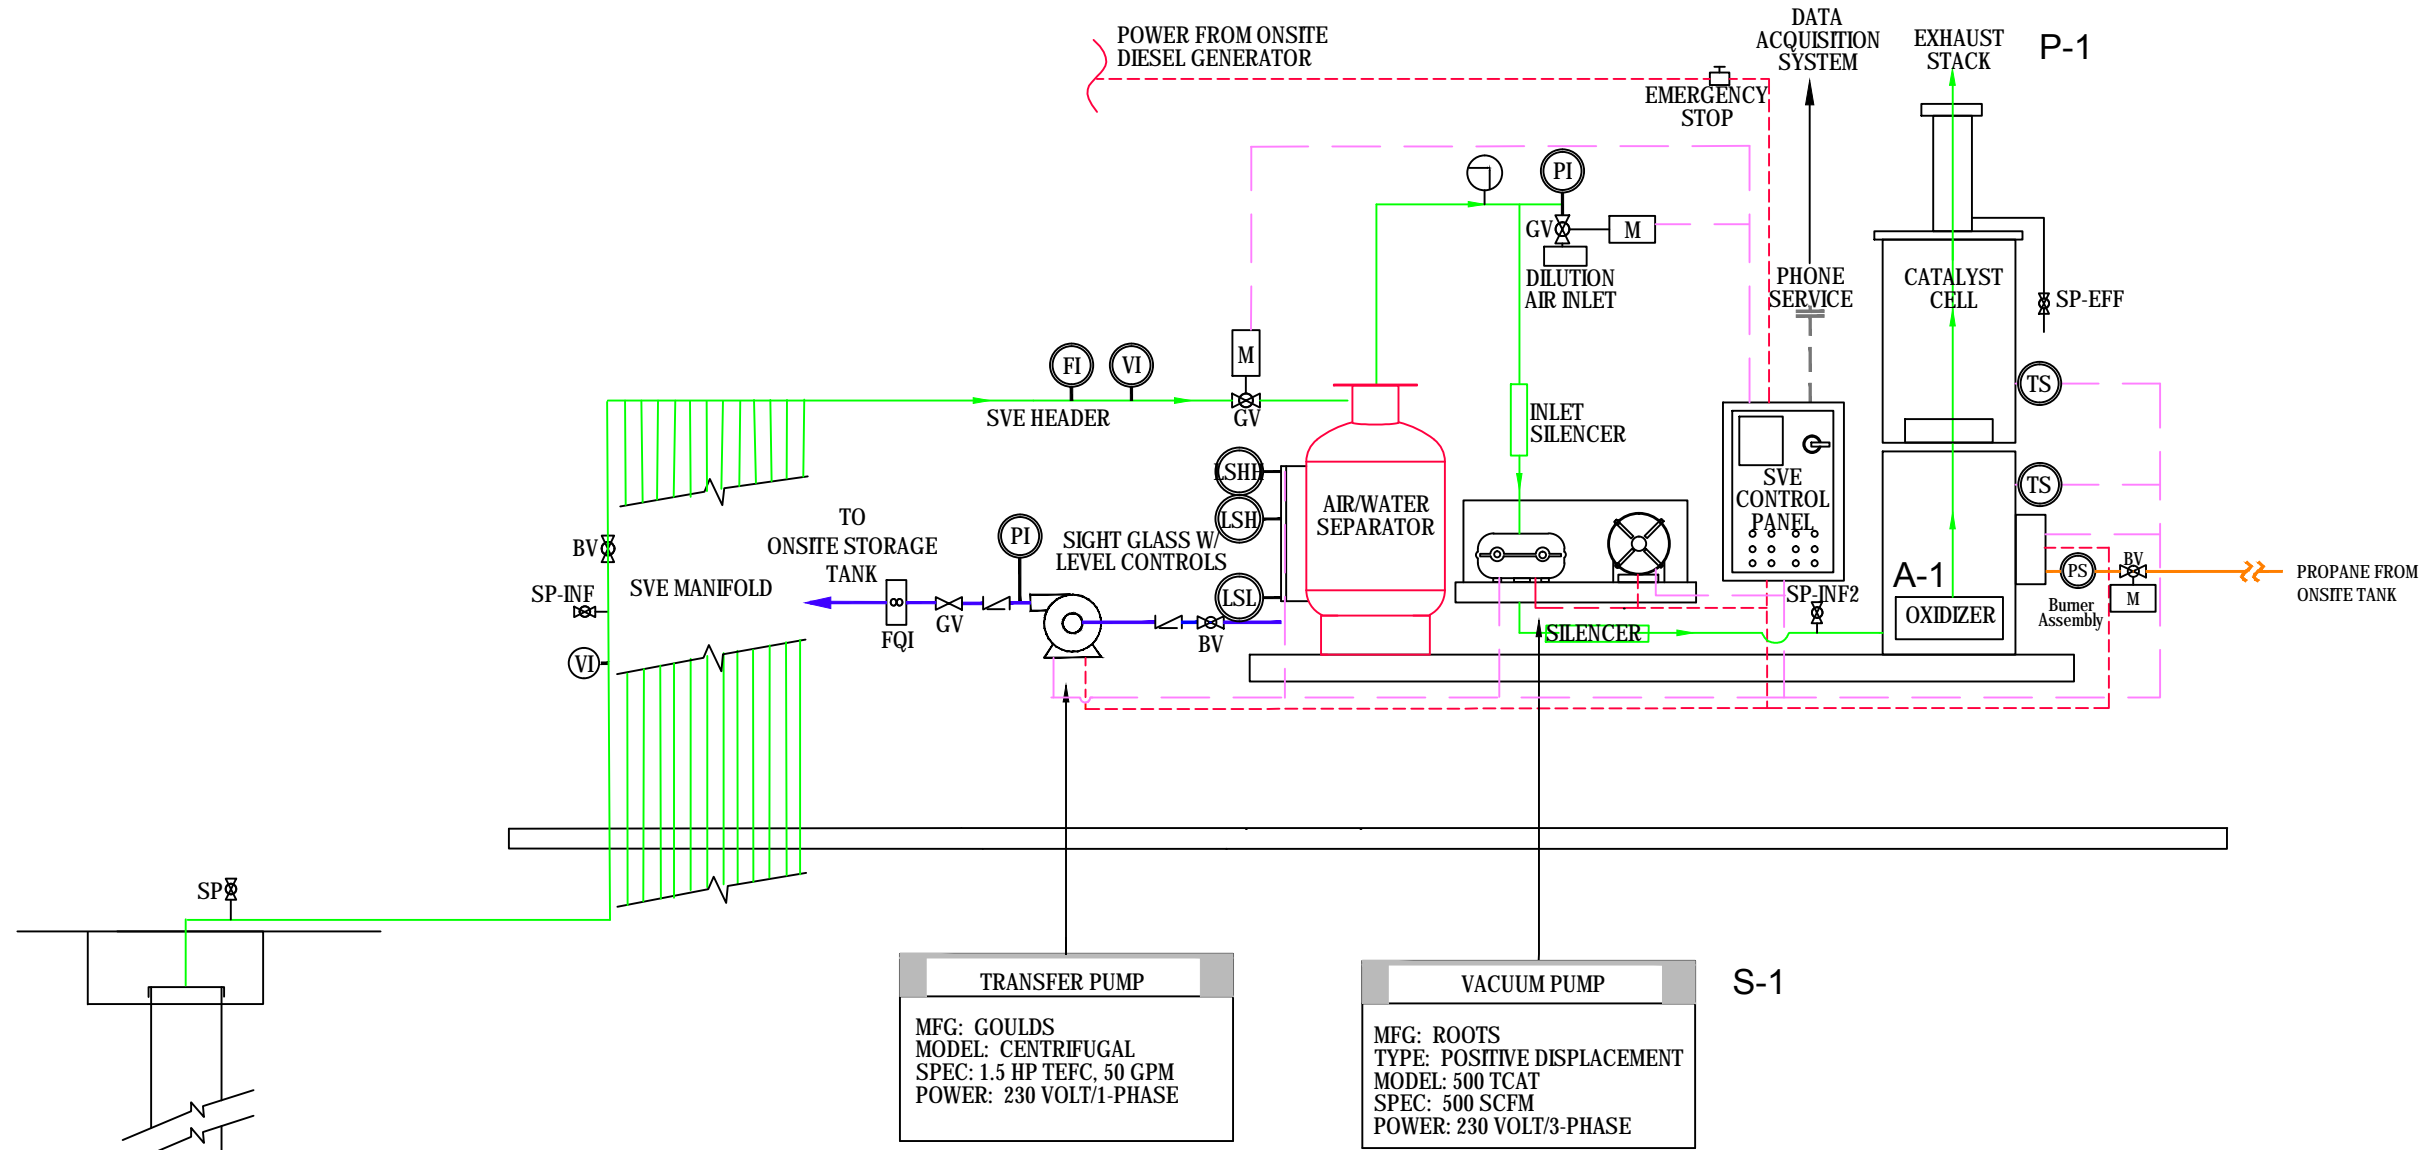 POWER FROM ONSITE
DIESEL GENERATOR
DATA
ACQUISITION
SYSTEM
EXHAUST
STACK
P-1
EMERGENCY
STOP
PI
GV
M
DILUTION
AIR INLET
PHONE
SERVICE
CATALYST
CELL
SP-EFF
M
FI
VI
SVE HEADER
GV
TS
INLET
SILENCER
LSHH
LSH
LSL
AIR/WATER
SEPARATOR
SVE
CONTROL
PANEL
TS
TO
ONSITE STORAGE
TANK
PI
SIGHT GLASS W/
LEVEL CONTROLS
BV
SP-INF
SVE MANIFOLD
VI
FQI
GV
BV
SILENCER
SP-INF2
A-1
OXIDIZER
PS
Burner
Assembly
BV
M
PROPANE FROM
ONSITE TANK
SP
TRANSFER PUMP
MFG: GOULDS
MODEL: CENTRIFUGAL
SPEC: 1.5 HP TEFC, 50 GPM
POWER: 230 VOLT/1-PHASE
VACUUM PUMP
S-1
MFG: ROOTS
TYPE: POSITIVE DISPLACEMENT
MODEL: 500 TCAT
SPEC: 500 SCFM
POWER: 230 VOLT/3-PHASE